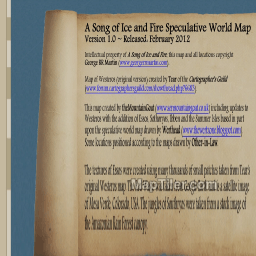 A Song of Ice and Fire Speculative World Map
Version 1.0 ~ Released February 2012
Intellectual property of A Song of Ice and Fire, this map and all locations copyright
George RR Martin (www.georgerrmartin.com).
Map of Westeros (original version) created by Tear of the Cartographer's Guild
This map created by theMountainGoat (www.sermountaingoat.co.uk) including updates to
Westeros with the addition of Essos, Sothoryos, Ibben and the Summer Isles. Essos based in part
upon the speculative world map drawn by Werthead (www.thewertzone.blogspot.com).
Some locations positioned according to the maps drawn by Other-in-Law
The textures of Essos were created using many thousands of small patches taken from Tear's
original Westeros map. The is a satellite image
of Mesa Verde, Colorado, USA. The jungles of Sothoryos were taken from a stock image of
the Amazonian Rain Forest canopy.